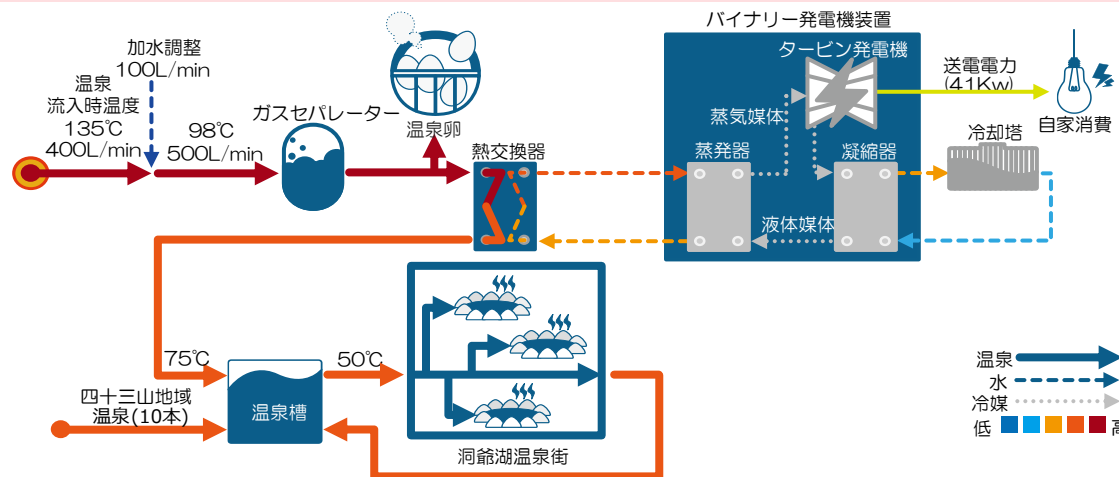 バイナリー発電機装置
タービン発電機
加水調整
100L/min
温泉
流入時温度
135℃
400L/min
98℃
500L/min
ガスセパレーター
温泉卵
熱交換器
蒸気媒体
蒸発器
凝縮器
液体媒体
送電電力
(41Kw)
自家消費
冷却塔
75℃
50℃
四十三山地域
温泉(10本)
温泉槽
洞爺湖温泉街
温泉
水
冷媒
低
高